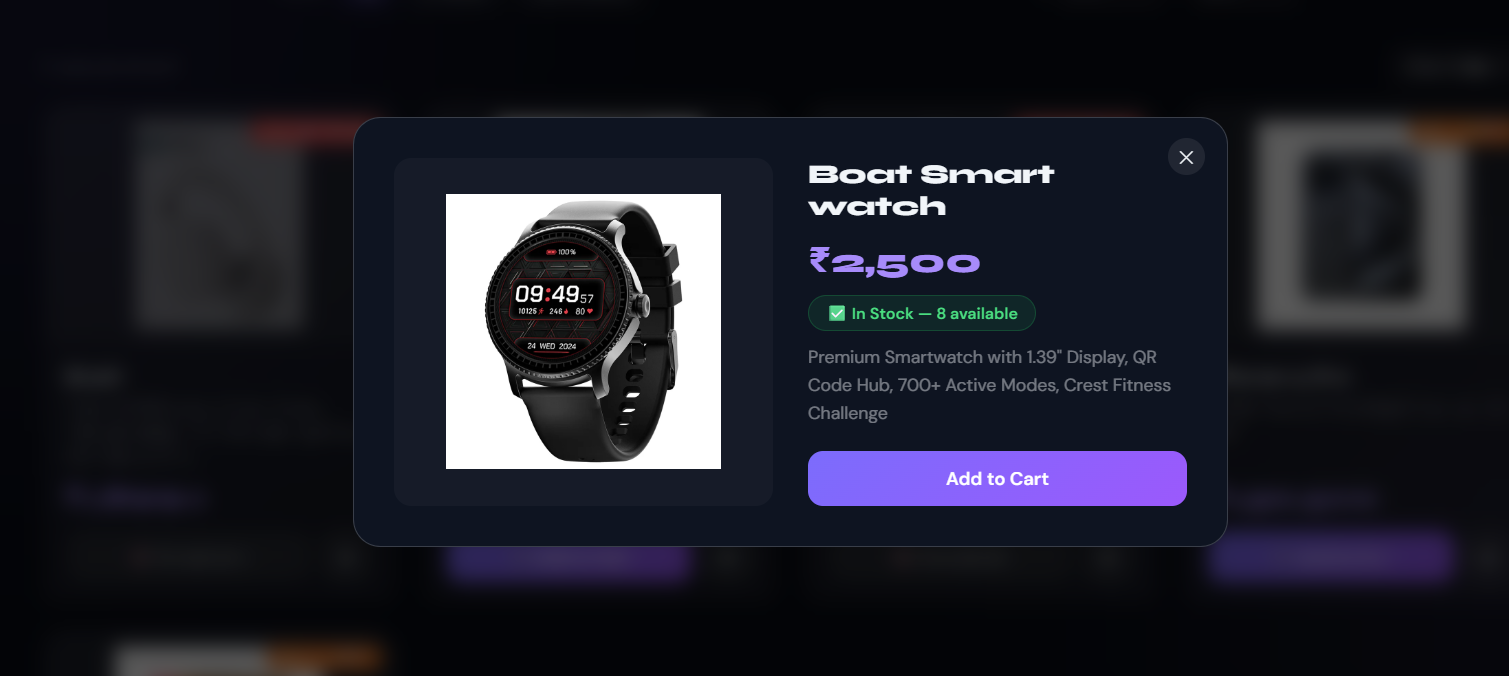 Boat Smart
watch
₹2,500
✅ In Stock — 8 available
Premium Smartwatch with 1.39" Display, QR
Code Hub, 700+ Active Modes, Crest Fitness
Challenge
Add to Cart
100%
09:49 57
10125 246 80
24 WED 2024